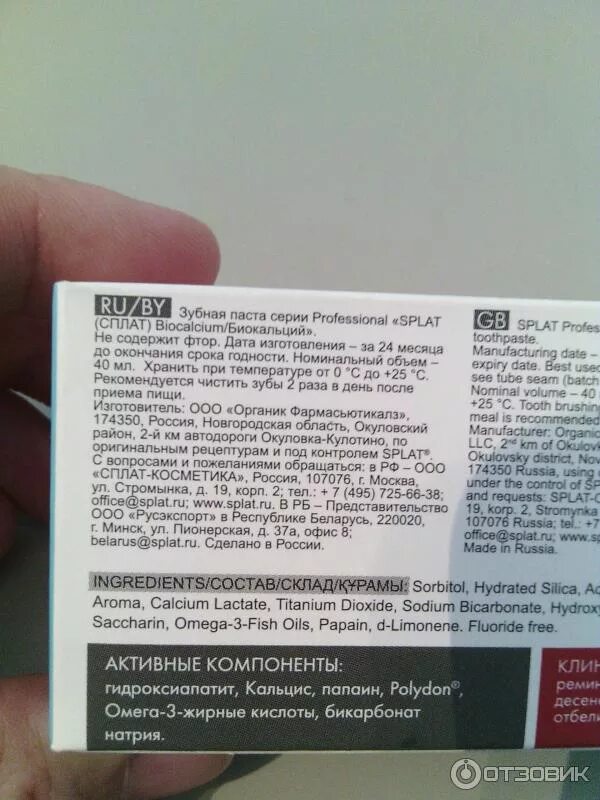 RU/BY Зубная паста серии Professional «SPLAT
(СПЛАТ) Biocalcium/Биокальций».
Не содержит фтор. Дата изготовления – за 24 месяца
до окончания срока годности. Номинальный объем –
40 мл. Хранить при температуре от 0 °C до +25 °C.
Рекомендуется чистить зубы 2 раза в день после
приема пищи.
Изготовитель: ООО «Органик Фармасьютикалз»,
174350, Россия, Новгородская область, Окуловский
район, 2-й км автодороги Окуловка-Кулотино, по
оригинальным рецептурам и под контролем SPLAT®.
С вопросами и пожеланиями обращаться: в РФ – ООО
«СПЛАТ-КОСМЕТИКА», Россия, 107076, г. Москва,
ул. Стромынка, д. 19, корп. 2; тел.: + 7 (495) 725-66-38;
office@splat.ru; www.splat.ru. В РБ – Представительство
ООО «Русэкспорт» в Республике Беларусь, 220020,
г. Минск, ул. Пионерская, д. 37а, офис 8;
belarus@splat.ru. Сделано в России.
GB SPLAT Profes
toothpaste.
Manufacturing date –
expiry date. Best used
see tube seam (batch
Nominal volume – 40
+25 °C. Tooth brushing
meal is recommended
Manufacturer: Organic
LLC, 2nd km of Okulovk
Okulovsky district, Nov
174350 Russia, using
under the control of SP
and requests: SPLAT-C
19, korp. 2, Stromynka
107076 Russia; tel.: +7
office@splat.ru; www.sp
Made in Russia.
INGREDIENTS/СОСТАВ/СКЛАД/ҚҰРАМЫ: Sorbitol, Hydrated Silica,
Aroma, Calcium Lactate, Titanium Dioxide, Sodium Bicarbonate, Hydroxy
Saccharin, Omega-3-Fish Oils, Papain, d-Limonene. Fluoride free.
АКТИВНЫЕ КОМПОНЕНТЫ:
гидроксиапатит, Кальцис, папаин, Polydon®,
Омега-3-жирные кислоты, бикарбонат
натрия.
КЛИН
ремин
десен
отбели
ОТЗОВИК